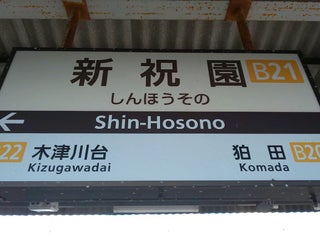 新祝園 B21
しんほうその
← Shin-Hosono
22 木津川台 狛田 B20
Kizugawadai Komada